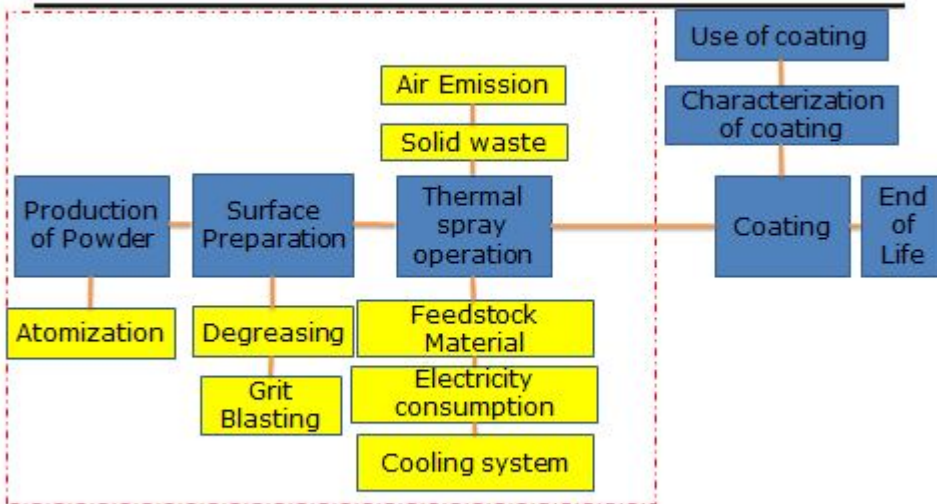 Use of coating
Air Emission
Characterization
of coating
Solid waste
Production
of Powder
Surface
Preparation
Thermal
spray
operation
Coating
End
of
Life
Atomization
Degreasing
Feedstock
Material
Grit
Blasting
Electricity
consumption
Cooling system